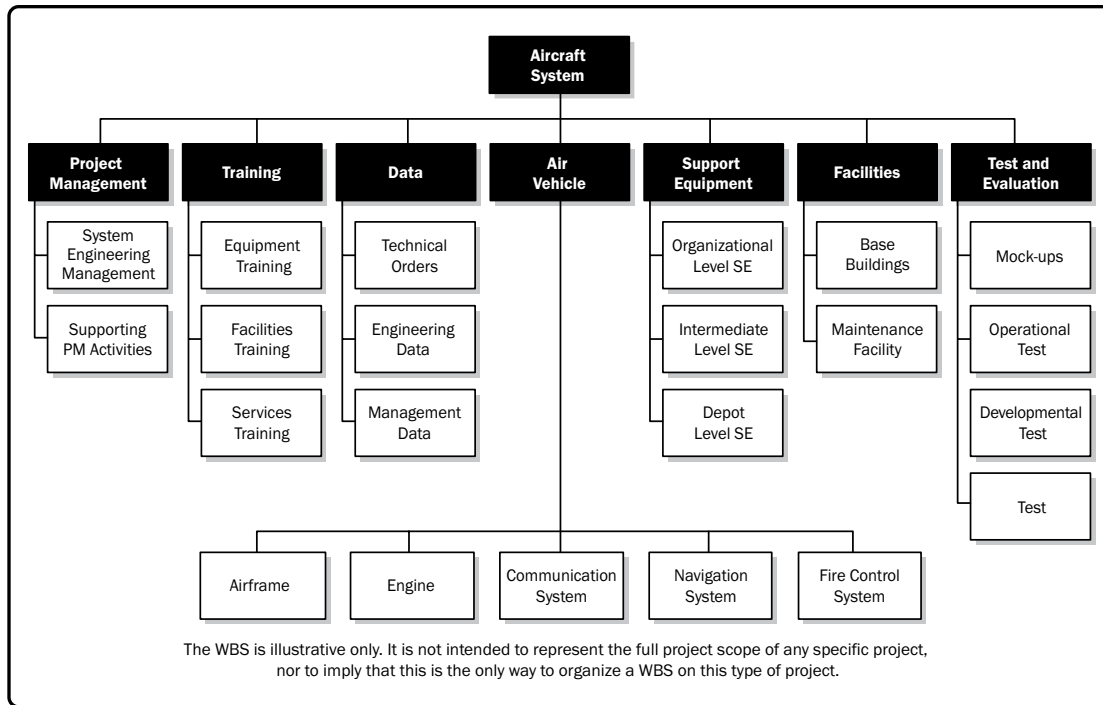 Aircraft
System
Project
Management
Training
Data
Air
Vehicle
Support
Equipment
Facilities
Test and
Evaluation
System
Engineering
Management
Equipment
Training
Technical
Orders
Organizational
Level SE
Base
Buildings
Mock-ups
Supporting
PM Activities
Facilities
Training
Engineering
Data
Intermediate
Level SE
Maintenance
Facility
Operational
Test
Services
Training
Management
Data
Depot
Level SE
Developmental
Test
Test
Airframe
Engine
Communication
System
Navigation
System
Fire Control
System
The WBS is illustrative only. It is not intended to represent the full project scope of any specific project,
nor to imply that this is the only way to organize a WBS on this type of project.